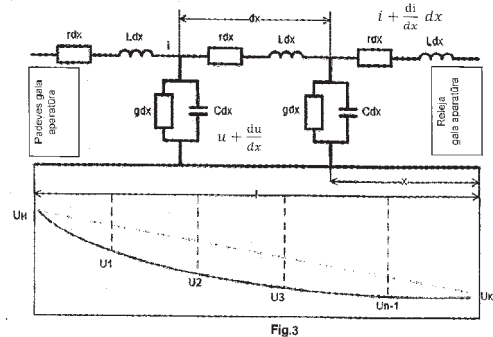 dx
i + di/dx dx
rdx Ldx i rdx Ldx rdx Ldx
Padeves gala aparatūra
gdx Cdx
gdx Cdx
Releja gala aparatūra
u + du/dx
X
l
UH
U1
U2
U3
Un-1
UK
Fig.3